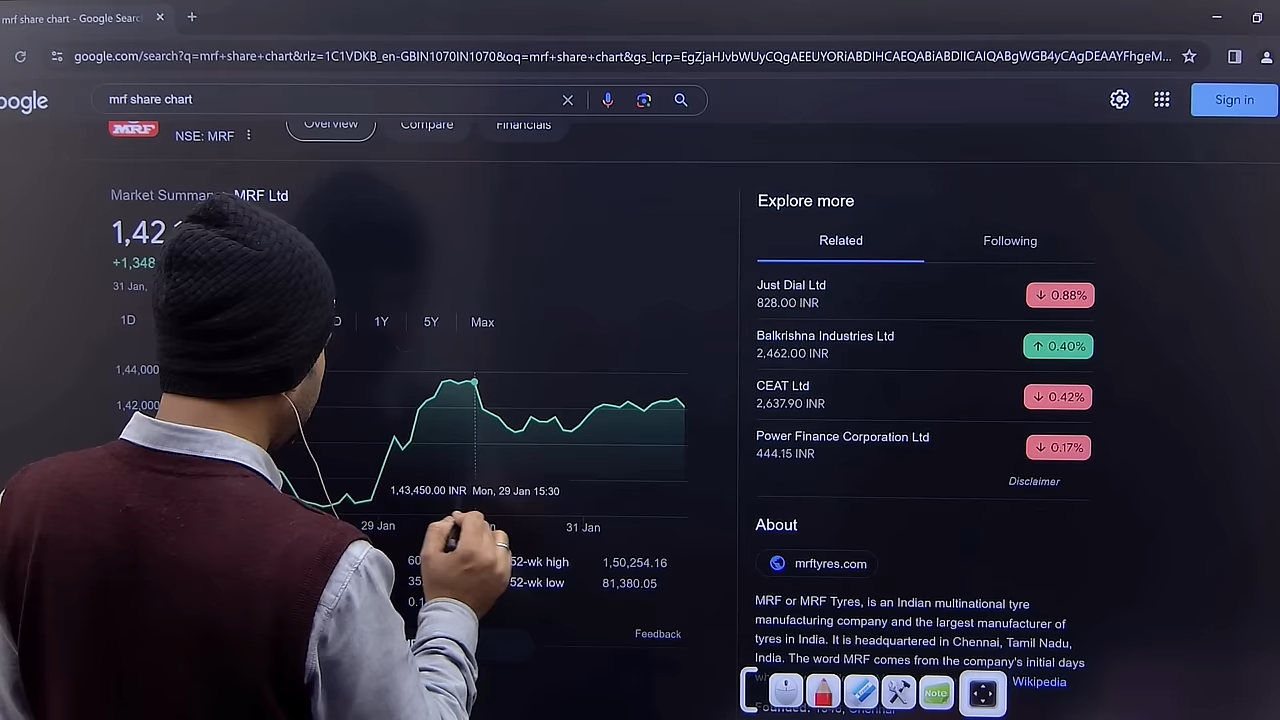 mrf share chart - Google Searc
google.com/search?q=mrf+share+chart&rlz=1C1VDKB_en-GBIN1070IN1070&oq=mrf+share+chart&gs_lcrp=EgZjaHJvbWUyCQgAEEUYORiABDIHCAEQABiABDIICAIQABgWGB4yCAgDEAAYFhgeM...
oogle
mrf share chart
Sign in
MRF
NSE: MRF
Overview
Compare
Financials
Market Summary
MRF Ltd
1,42
+1,348
31 Jan,
1D
1Y
5Y
Max
1,44,000
1,42,000
1,43,450.00 INR Mon, 29 Jan 15:30
29 Jan
31 Jan
52-wk high 1,50,254.16
52-wk low 81,380.05
Feedback
Explore more
Related
Following
Just Dial Ltd
828.00 INR
↓ 0.88%
Balkrishna Industries Ltd
2,462.00 INR
↑ 0.40%
CEAT Ltd
2,637.90 INR
↓ 0.42%
Power Finance Corporation Ltd
444.15 INR
↓ 0.17%
Disclaimer
About
mrftyres.com
MRF or MRF Tyres, is an Indian multinational tyre
manufacturing company and the largest manufacturer of
tyres in India. It is headquartered in Chennai, Tamil Nadu,
India. The word MRF comes from the company's initial days
Wikipedia
Note